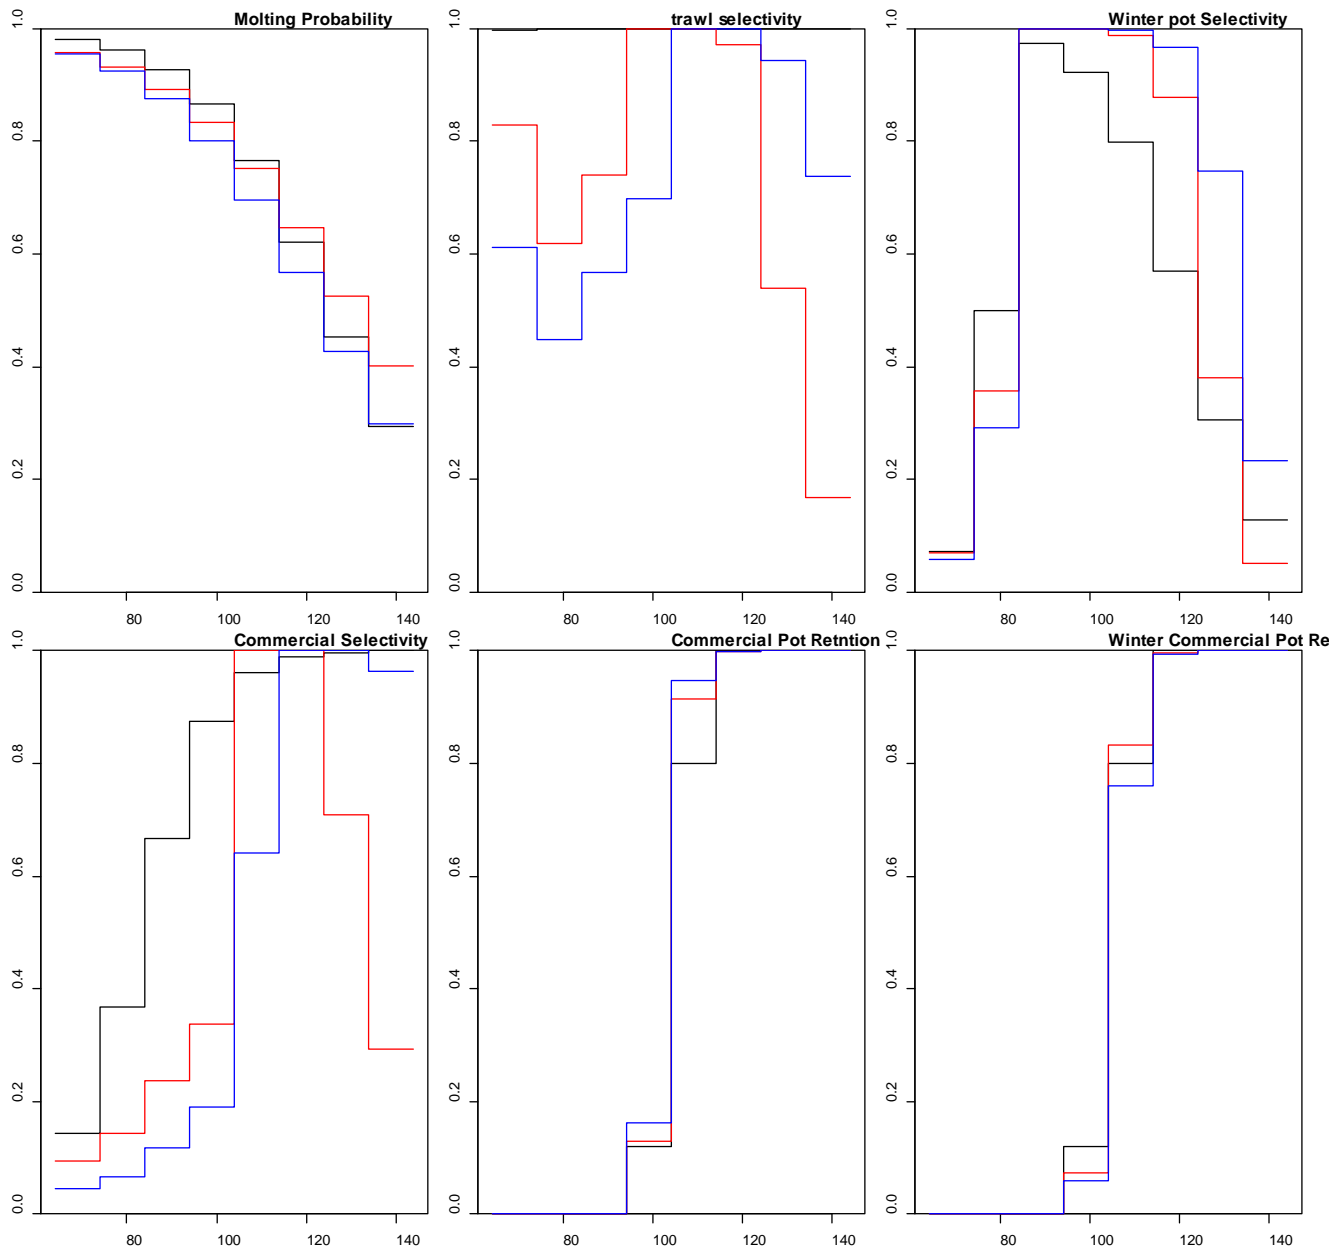 Molting Probability
0.0 0.2 0.4 0.6 0.8 1.0
80 100 120 140
trawl selectivity
0.0 0.2 0.4 0.6 0.8 1.0
80 100 120 140
Winter pot Selectivity
0.0 0.2 0.4 0.6 0.8 1.0
80 100 120 140
Commercial Selectivity
0.0 0.2 0.4 0.6 0.8 1.0
80 100 120 140
Commercial Pot Retntion
0.0 0.2 0.4 0.6 0.8 1.0
80 100 120 140
Winter Commercial Pot Re
0.0 0.2 0.4 0.6 0.8 1.0
80 100 120 140